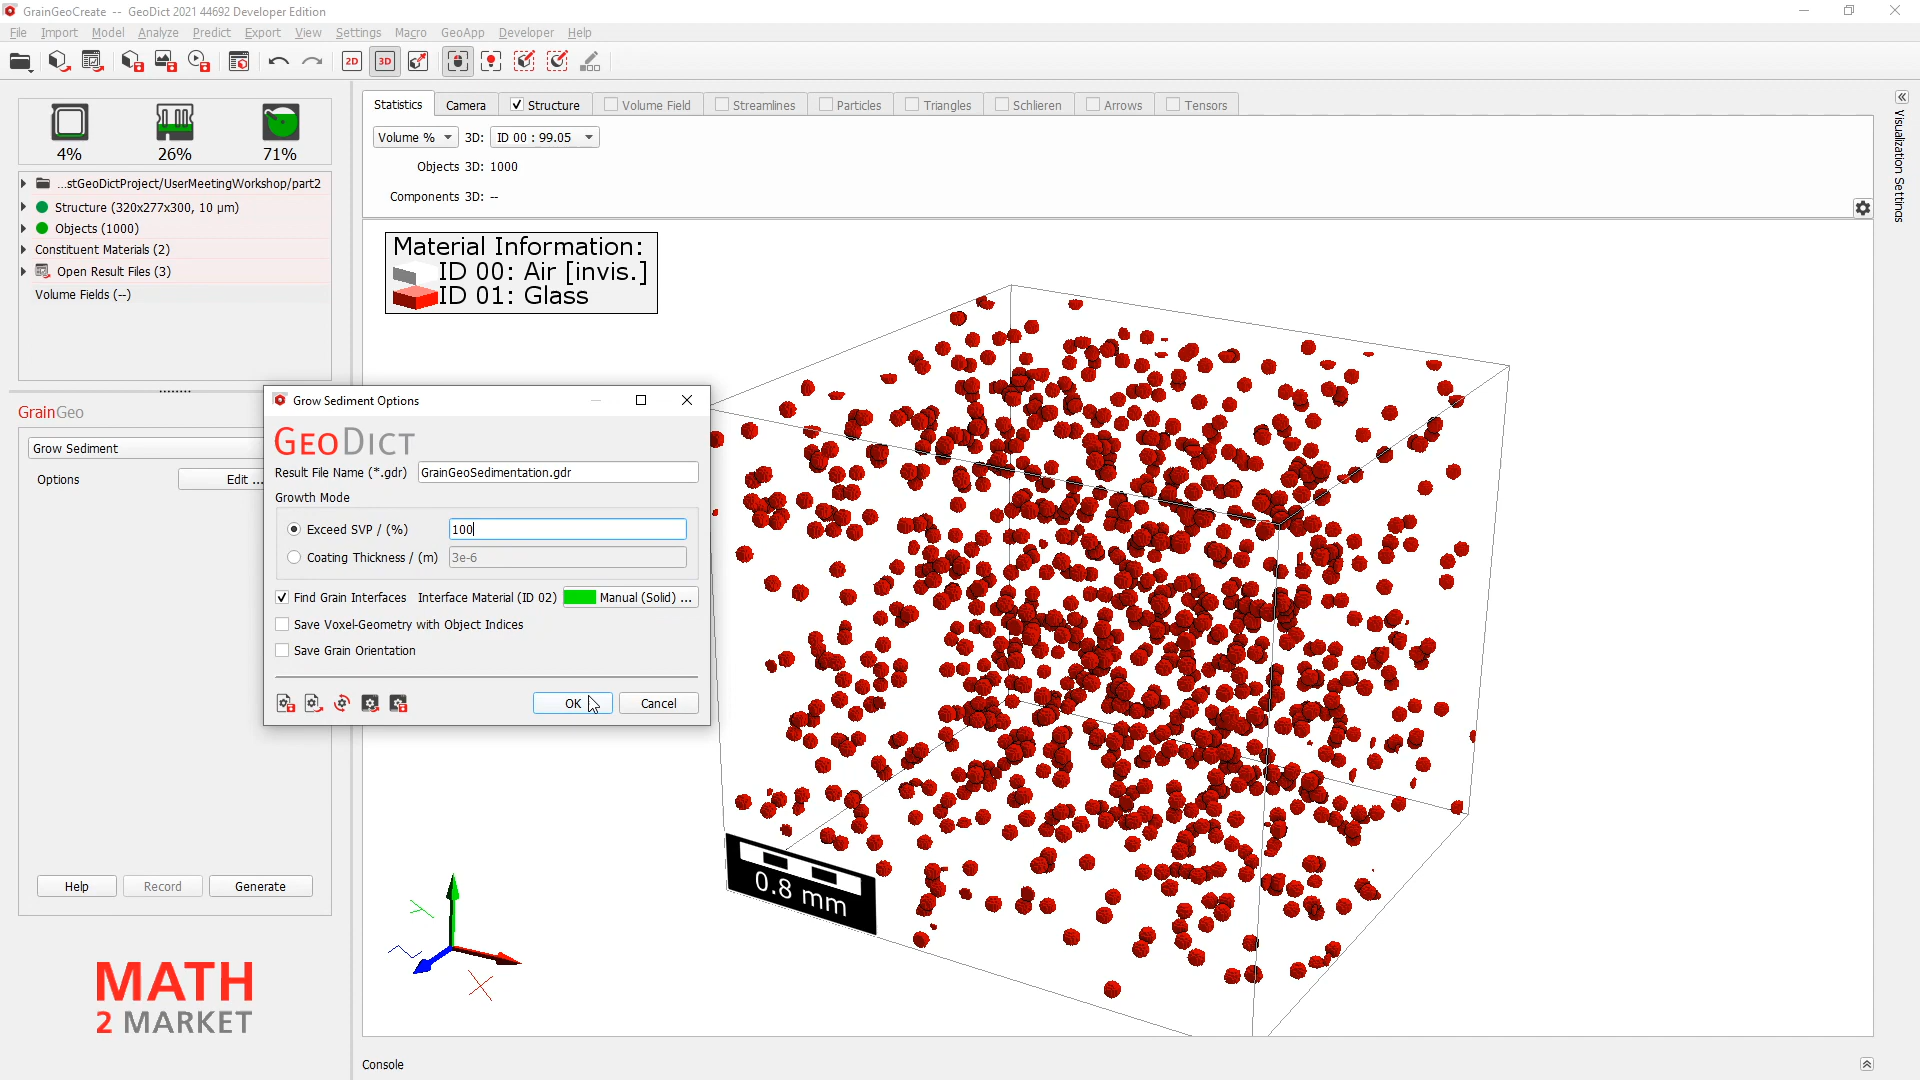 GrainGeoCreate -- GeoDict 2021 44692 Developer Edition
File Import Model Analyze Predict Export View Settings Macro GeoApp Developer Help
2D 3D
4% 26% 71%
...stGeoDictProject/UserMeetingWorkshop/part2
Structure (320x277x300, 10 µm)
Objects (1000)
Constituent Materials (2)
Open Result Files (3)
Volume Fields (--)
GrainGeo
Grow Sediment
Options Edit ...
Help Record Generate
MATH
2 MARKET
Statistics Camera Structure Volume Field Streamlines Particles Triangles Schlieren Arrows Tensors
Volume % 3D: ID 00 : 99.05
Objects 3D: 1000
Components 3D: --
Visualization Settings
Material Information:
ID 00: Air [invis.]
ID 01: Glass
Grow Sediment Options
GEODICT
Result File Name (*.gdr) GrainGeoSedimentation.gdr
Growth Mode
Exceed SVP / (%) 100
Coating Thickness / (m) 3e-6
Find Grain Interfaces Interface Material (ID 02) Manual (Solid) ...
Save Voxel-Geometry with Object Indices
Save Grain Orientation
OK Cancel
0.8 mm
Y
Z
X
Console